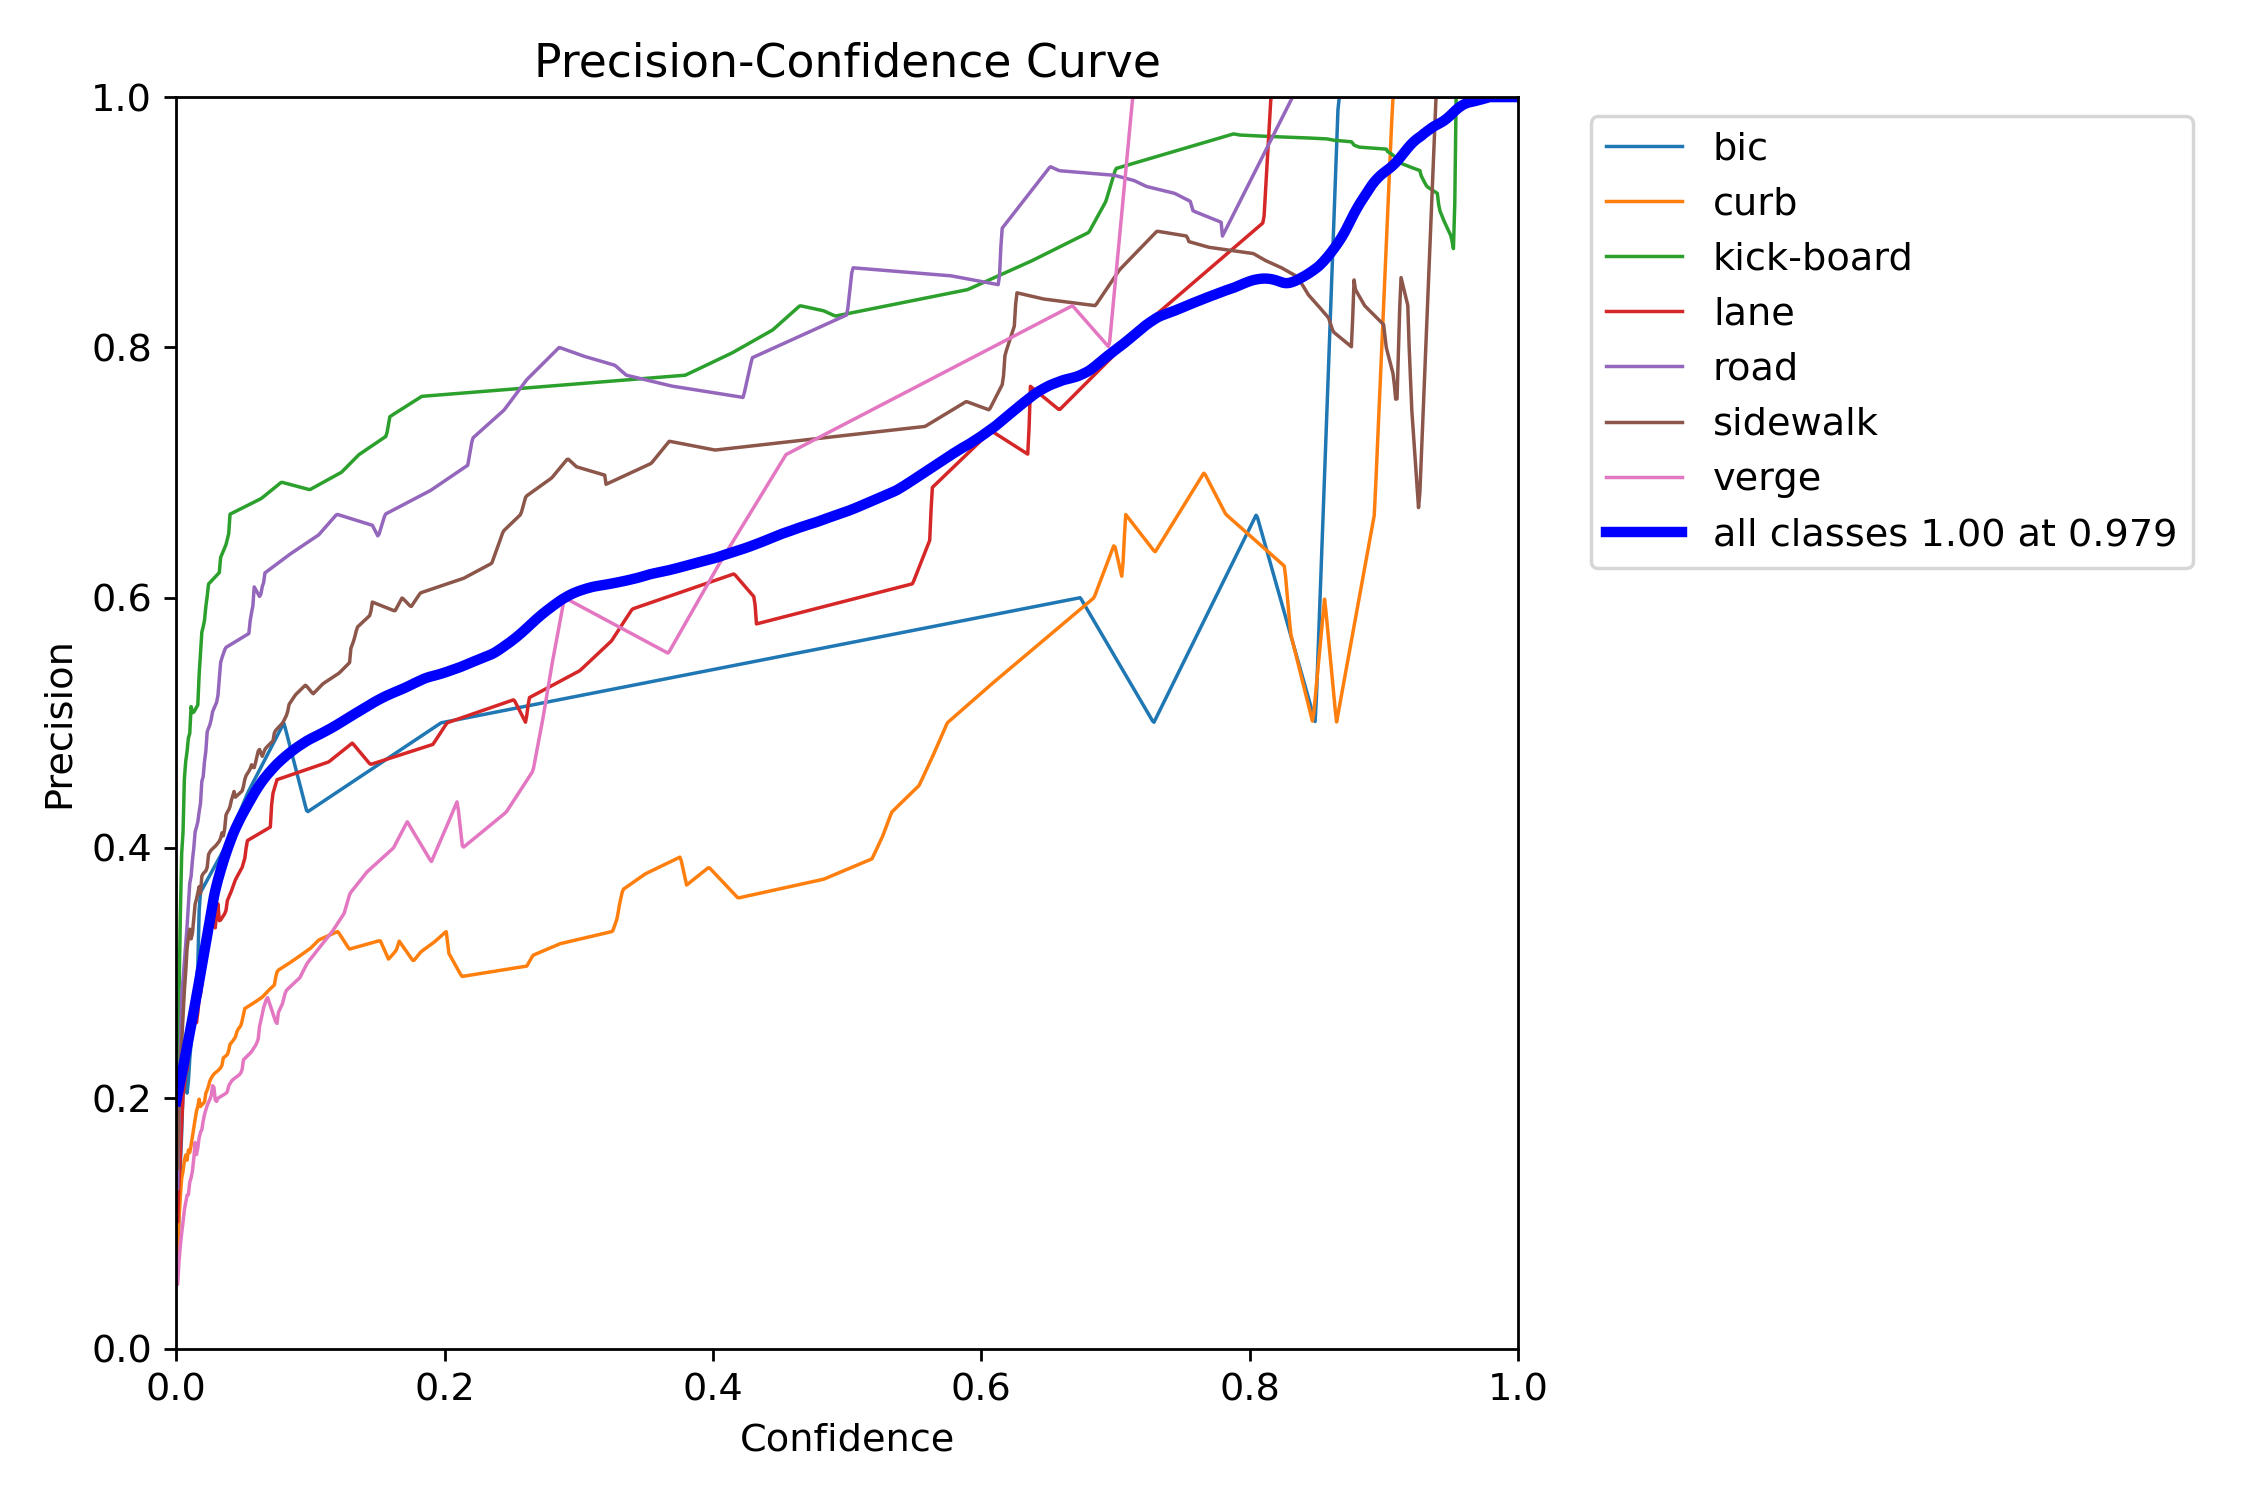 Precision-Confidence Curve
1.0
0.8
0.6
0.4
0.2
0.0
Precision
0.0 0.2 0.4 0.6 0.8 1.0
Confidence
bic
curb
kick-board
lane
road
sidewalk
verge
all classes 1.00 at 0.979